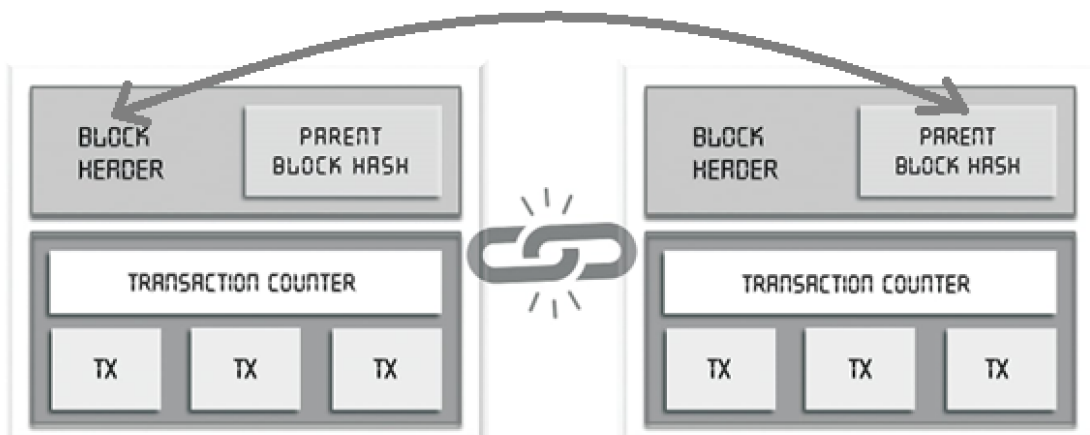 BLOCK
HEADER
PARENT
BLOCK HASH
TRANSACTION COUNTER
TX
TX
TX
BLOCK
HEADER
PARENT
BLOCK HASH
TRANSACTION COUNTER
TX
TX
TX